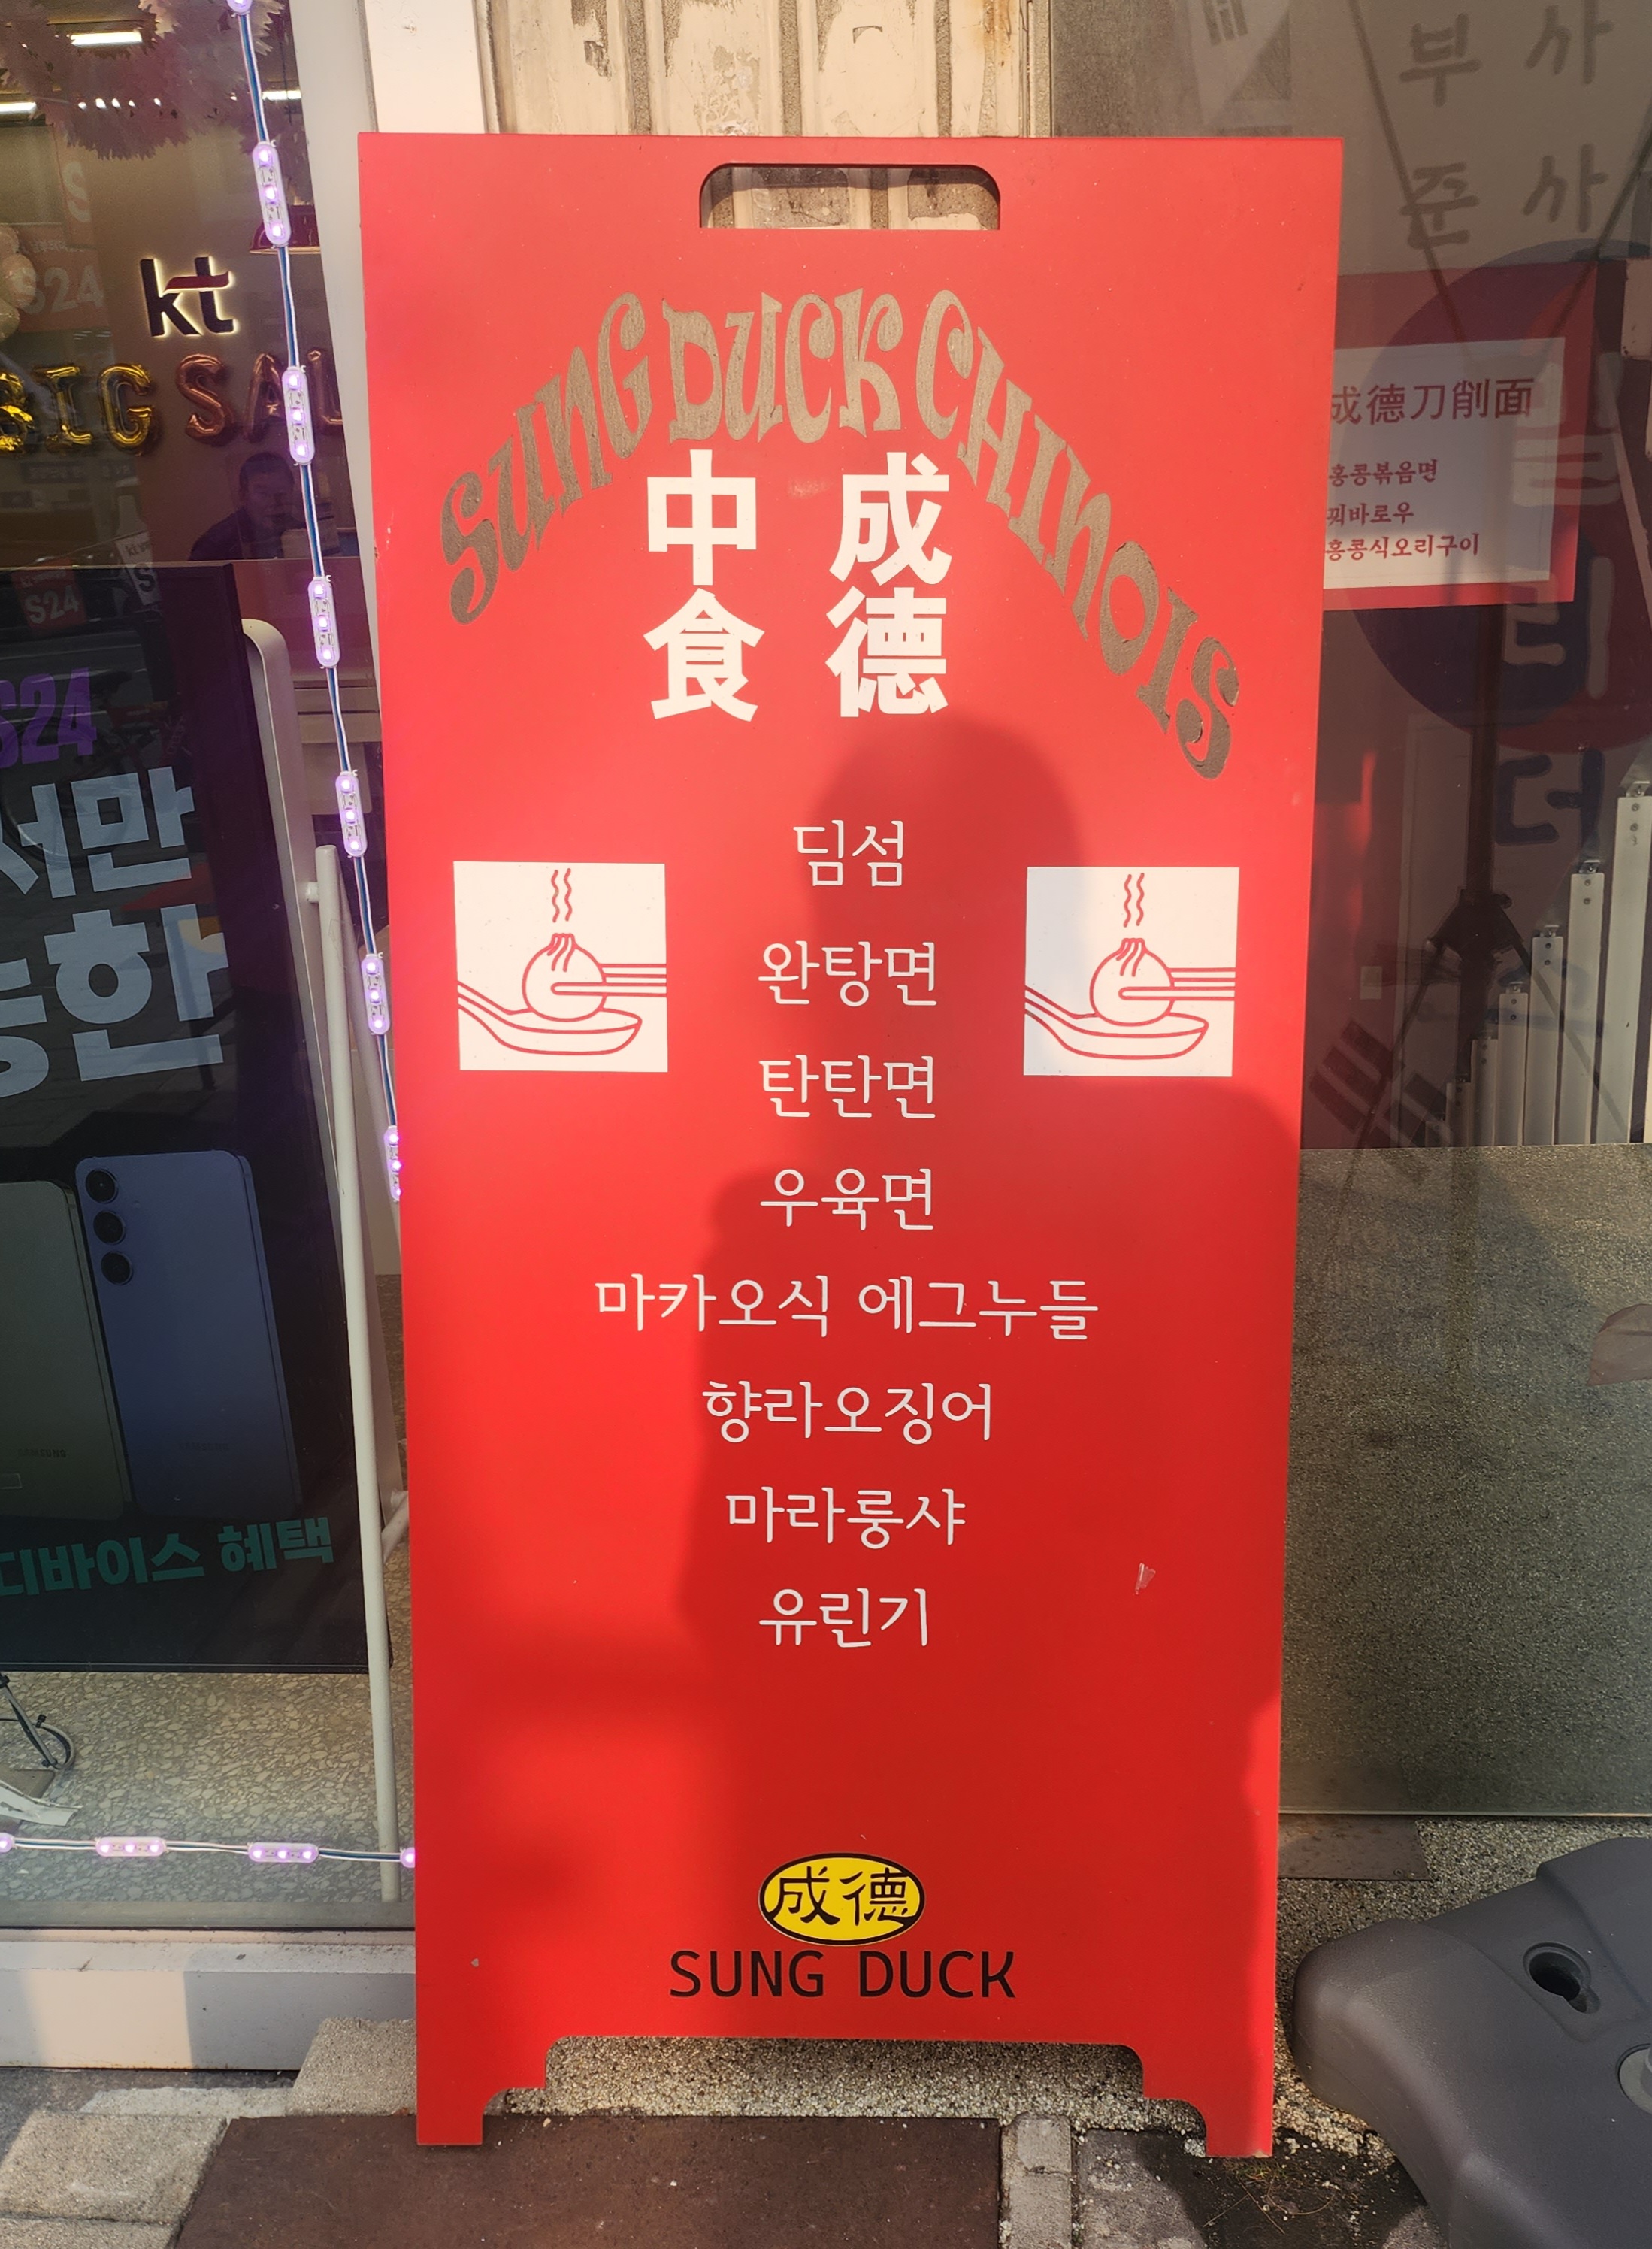 SUNG DUCK CHINOIS
中 成
食 德
딤섬
완탕면
탄탄면
우육면
마카오식 에그누들
향라오징어
마라룽샤
유린기
成德
SUNG DUCK
kt
BIG SAL
S24
S24
S24
서만
한
디바이스 혜택
成德刀削面
홍콩볶음면
꿔바로우
홍콩식오리구이
부 사
준 사
리
더